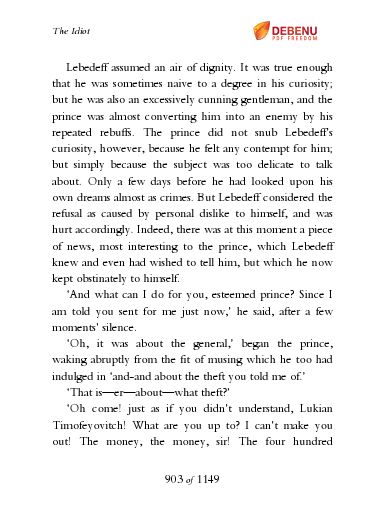 The Idiot
DEBENU
PDF FREEDOM
Lebedeff assumed an air of dignity. It was true enough
that he was sometimes naive to a degree in his curiosity;
but he was also an excessively cunning gentleman, and the
prince was almost converting him into an enemy by his
repeated rebuffs. The prince did not snub Lebedeff's
curiosity, however, because he felt any contempt for him;
but simply because the subject was too delicate to talk
about. Only a few days before he had looked upon his
own dreams almost as crimes. But Lebedeff considered the
refusal as caused by personal dislike to himself, and was
hurt accordingly. Indeed, there was at this moment a piece
of news, most interesting to the prince, which Lebedeff
knew and even had wished to tell him, but which he now
kept obstinately to himself.
‘And what can I do for you, esteemed prince? Since I
am told you sent for me just now,’ he said, after a few
moments’ silence.
‘Oh, it was about the general,’ began the prince,
waking abruptly from the fit of musing which he too had
indulged in ‘and-and about the theft you told me of.’
‘That is—er—about—what theft?’
‘Oh come! just as if you didn’t understand, Lukian
Timofeyovitch! What are you up to? I can’t make you
out! The money, the money, sir! The four hundred
903 of 1149